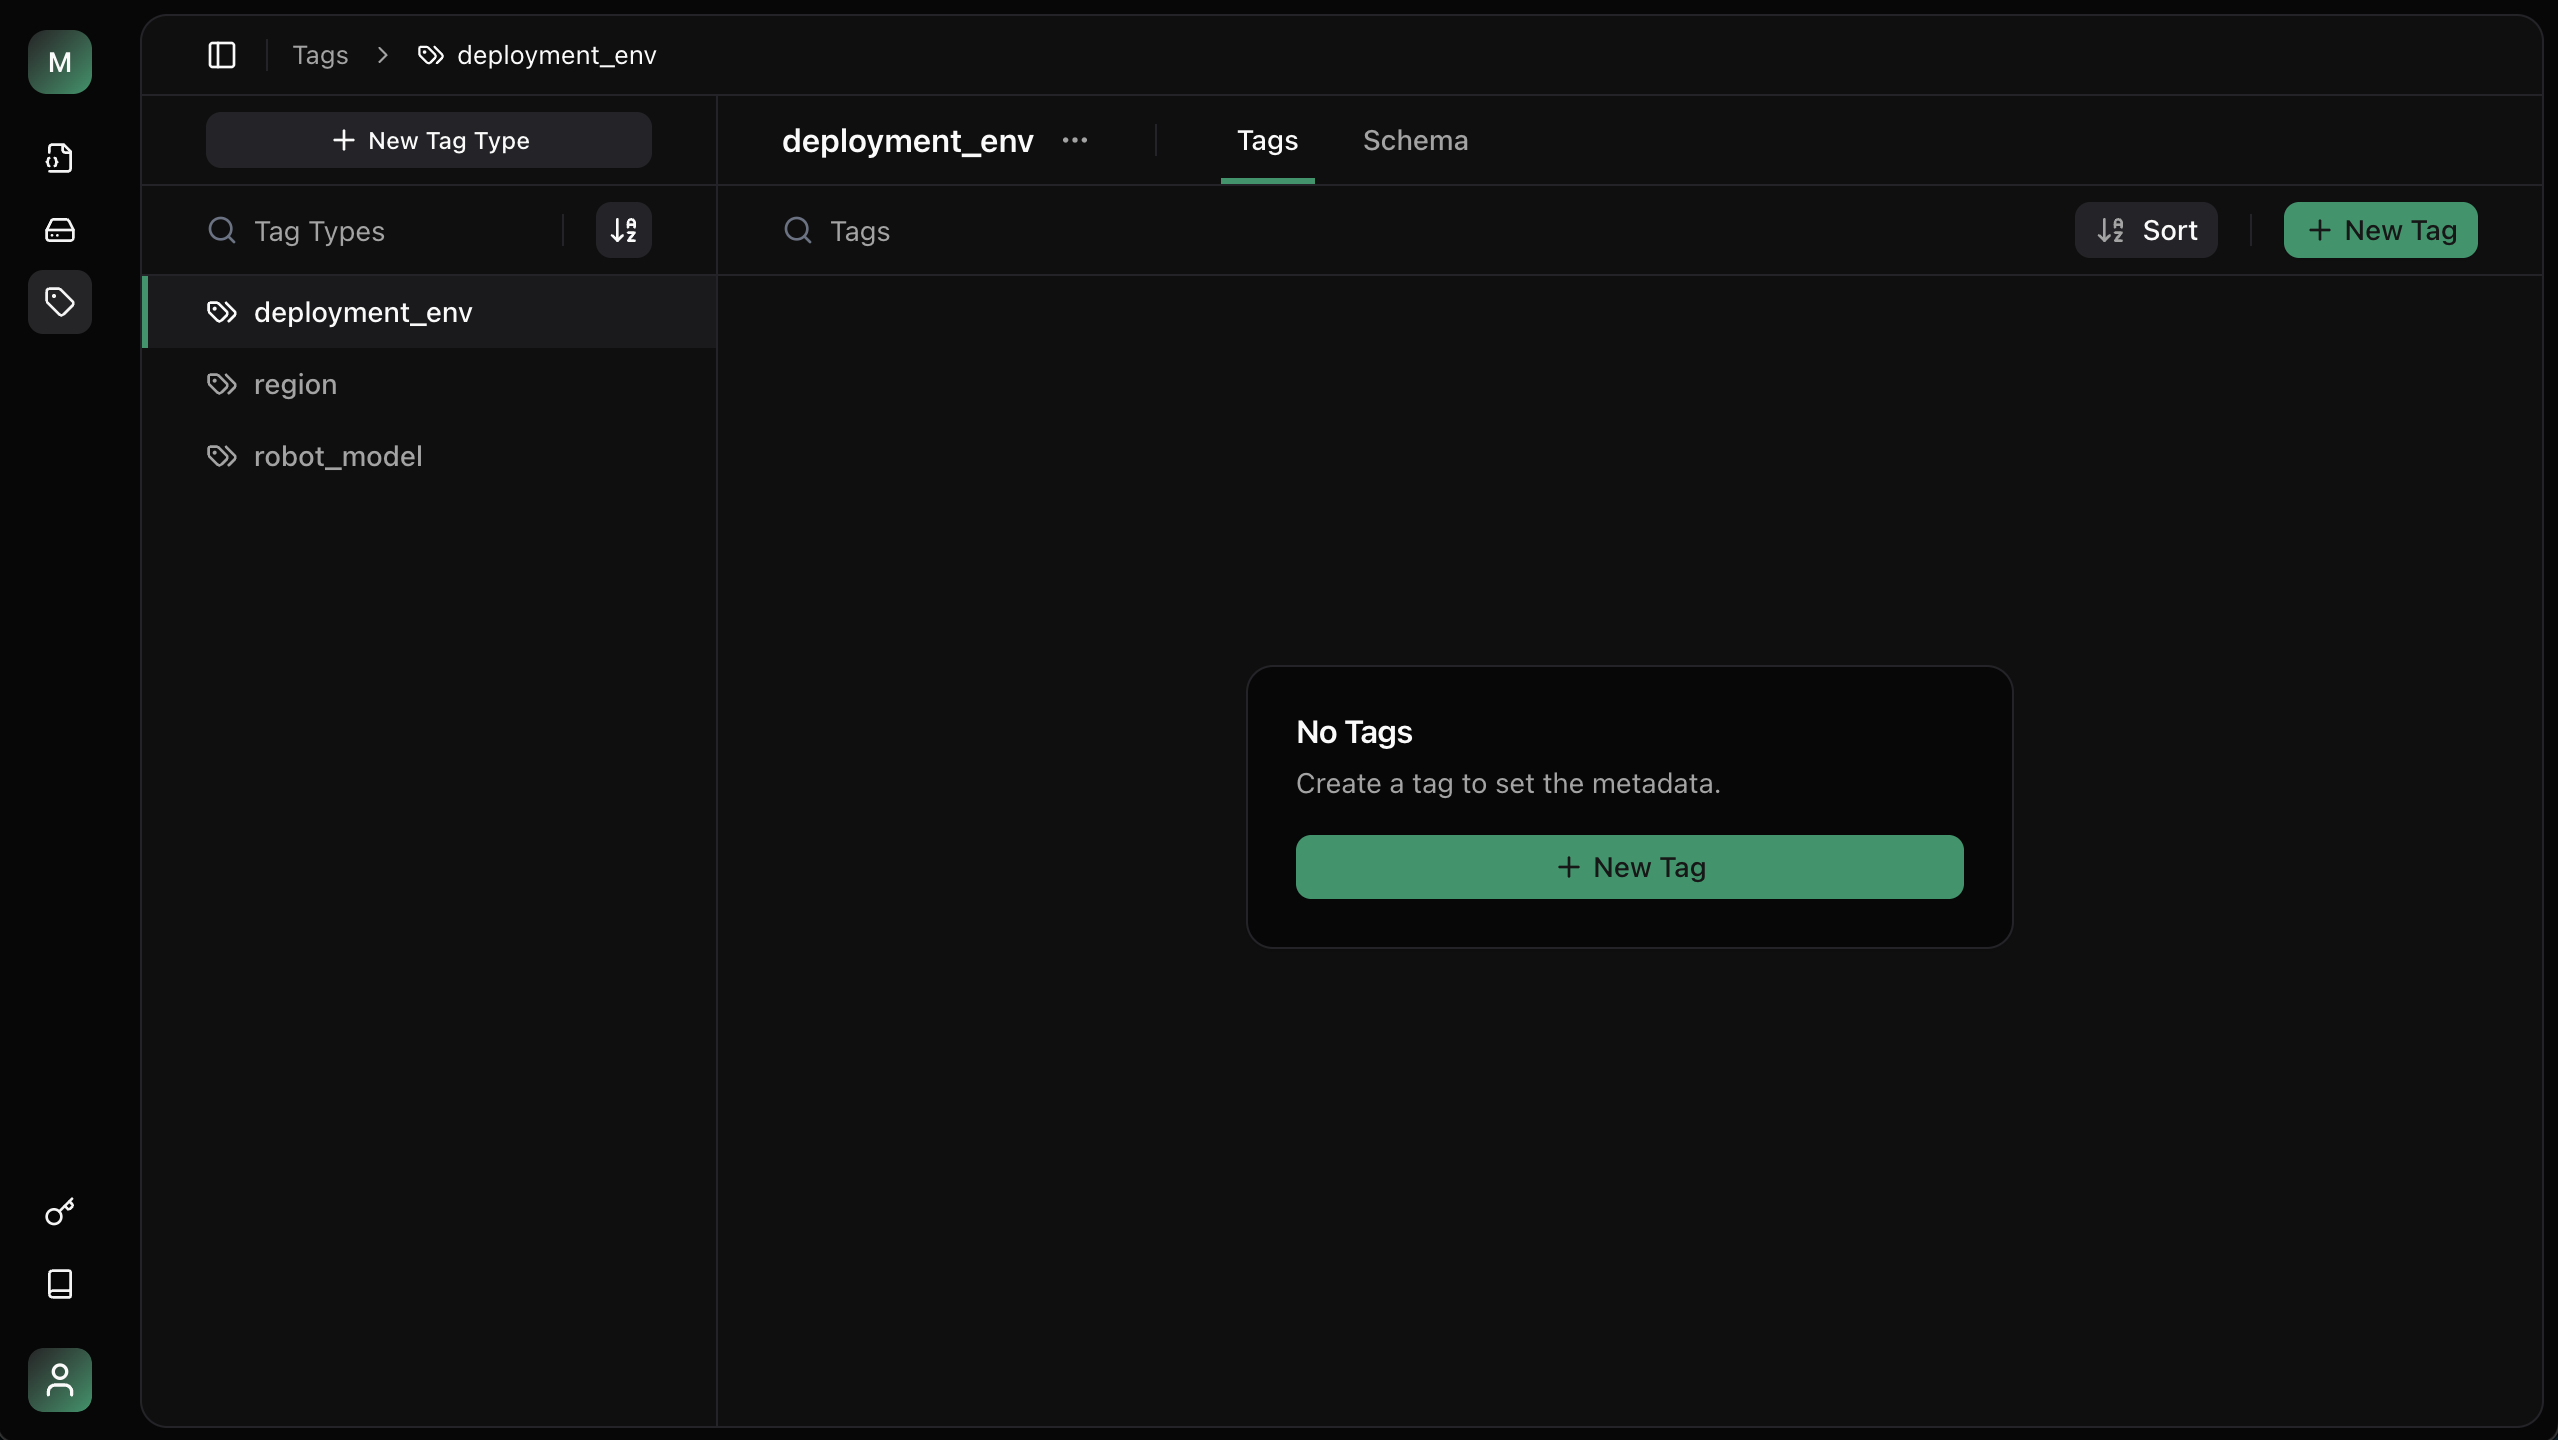 M
Tags
deployment_env
New Tag Type
deployment_env
Tags
Schema
Tag Types
Tags
Sort
New Tag
deployment_env
region
robot_model
No Tags
Create a tag to set the metadata.
New Tag